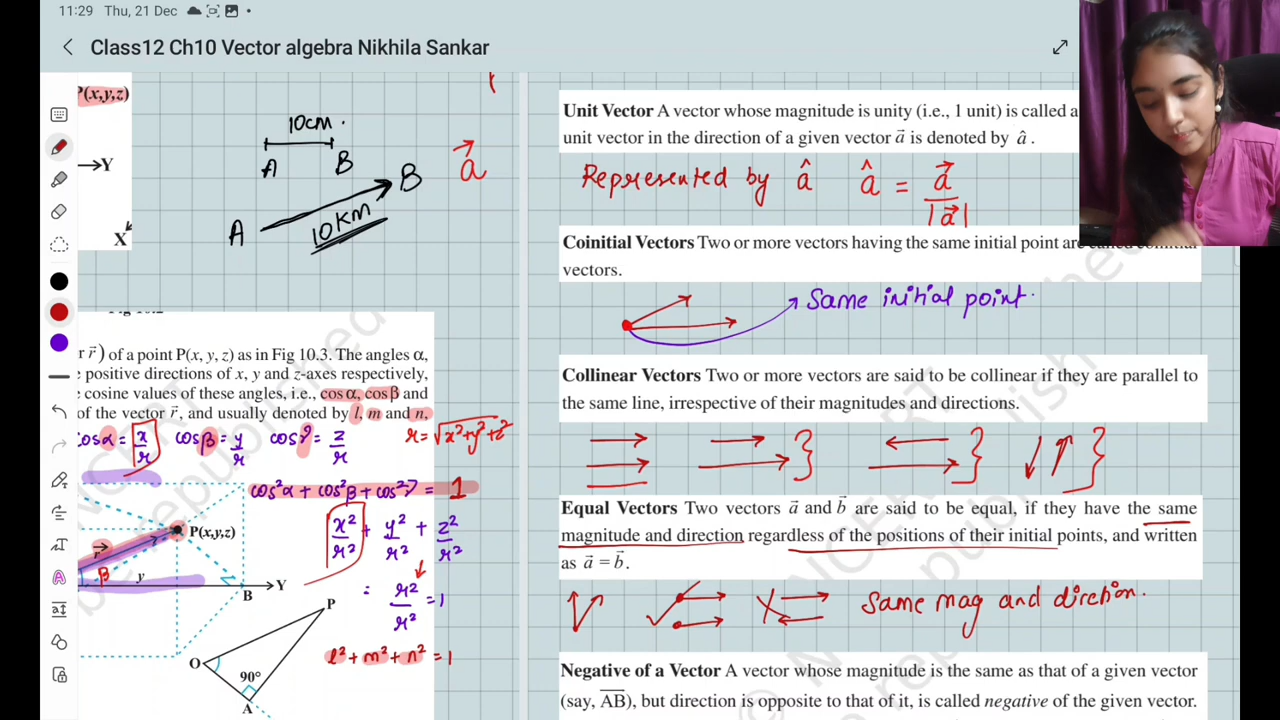 11:29 Thu, 21 Dec
Class12 Ch10 Vector algebra Nikhila Sankar
P(x,y,z)
Y
X
10cm.
A B
A B
10KM
a⃗
r r⃗) of a point P(x, y, z) as in Fig 10.3. The angles α,
positive directions of x, y and z-axes respectively,
cosine values of these angles, i.e., cos α, cos β and
of the vector r⃗, and usually denoted by l, m and n,
cosα = x/r cosβ = y/r cosγ = z/r r = √x²+y²+z²
cos²α + cos²β + cos²γ = 1
x²/r² + y²/r² + z²/r²
= r²/r² = 1
l² + m² + n² = 1
P(x,y,z)
r⃗
β
y
Y
B
P
O
90°
A
Unit Vector A vector whose magnitude is unity (i.e., 1 unit) is called a
unit vector in the direction of a given vector a⃗ is denoted by â.
Represented by â â = a⃗/|a⃗|
Coinitial Vectors Two or more vectors having the same initial point are called
vectors.
Same initial point.
Collinear Vectors Two or more vectors are said to be collinear if they are parallel to
the same line, irrespective of their magnitudes and directions.
Equal Vectors Two vectors a⃗ and b⃗ are said to be equal, if they have the same
magnitude and direction regardless of the positions of their initial points, and written
as a⃗ = b⃗.
Same mag and dirction.
Negative of a Vector A vector whose magnitude is the same as that of a given vector
(say, AB⃗), but direction is opposite to that of it, is called negative of the given vector.